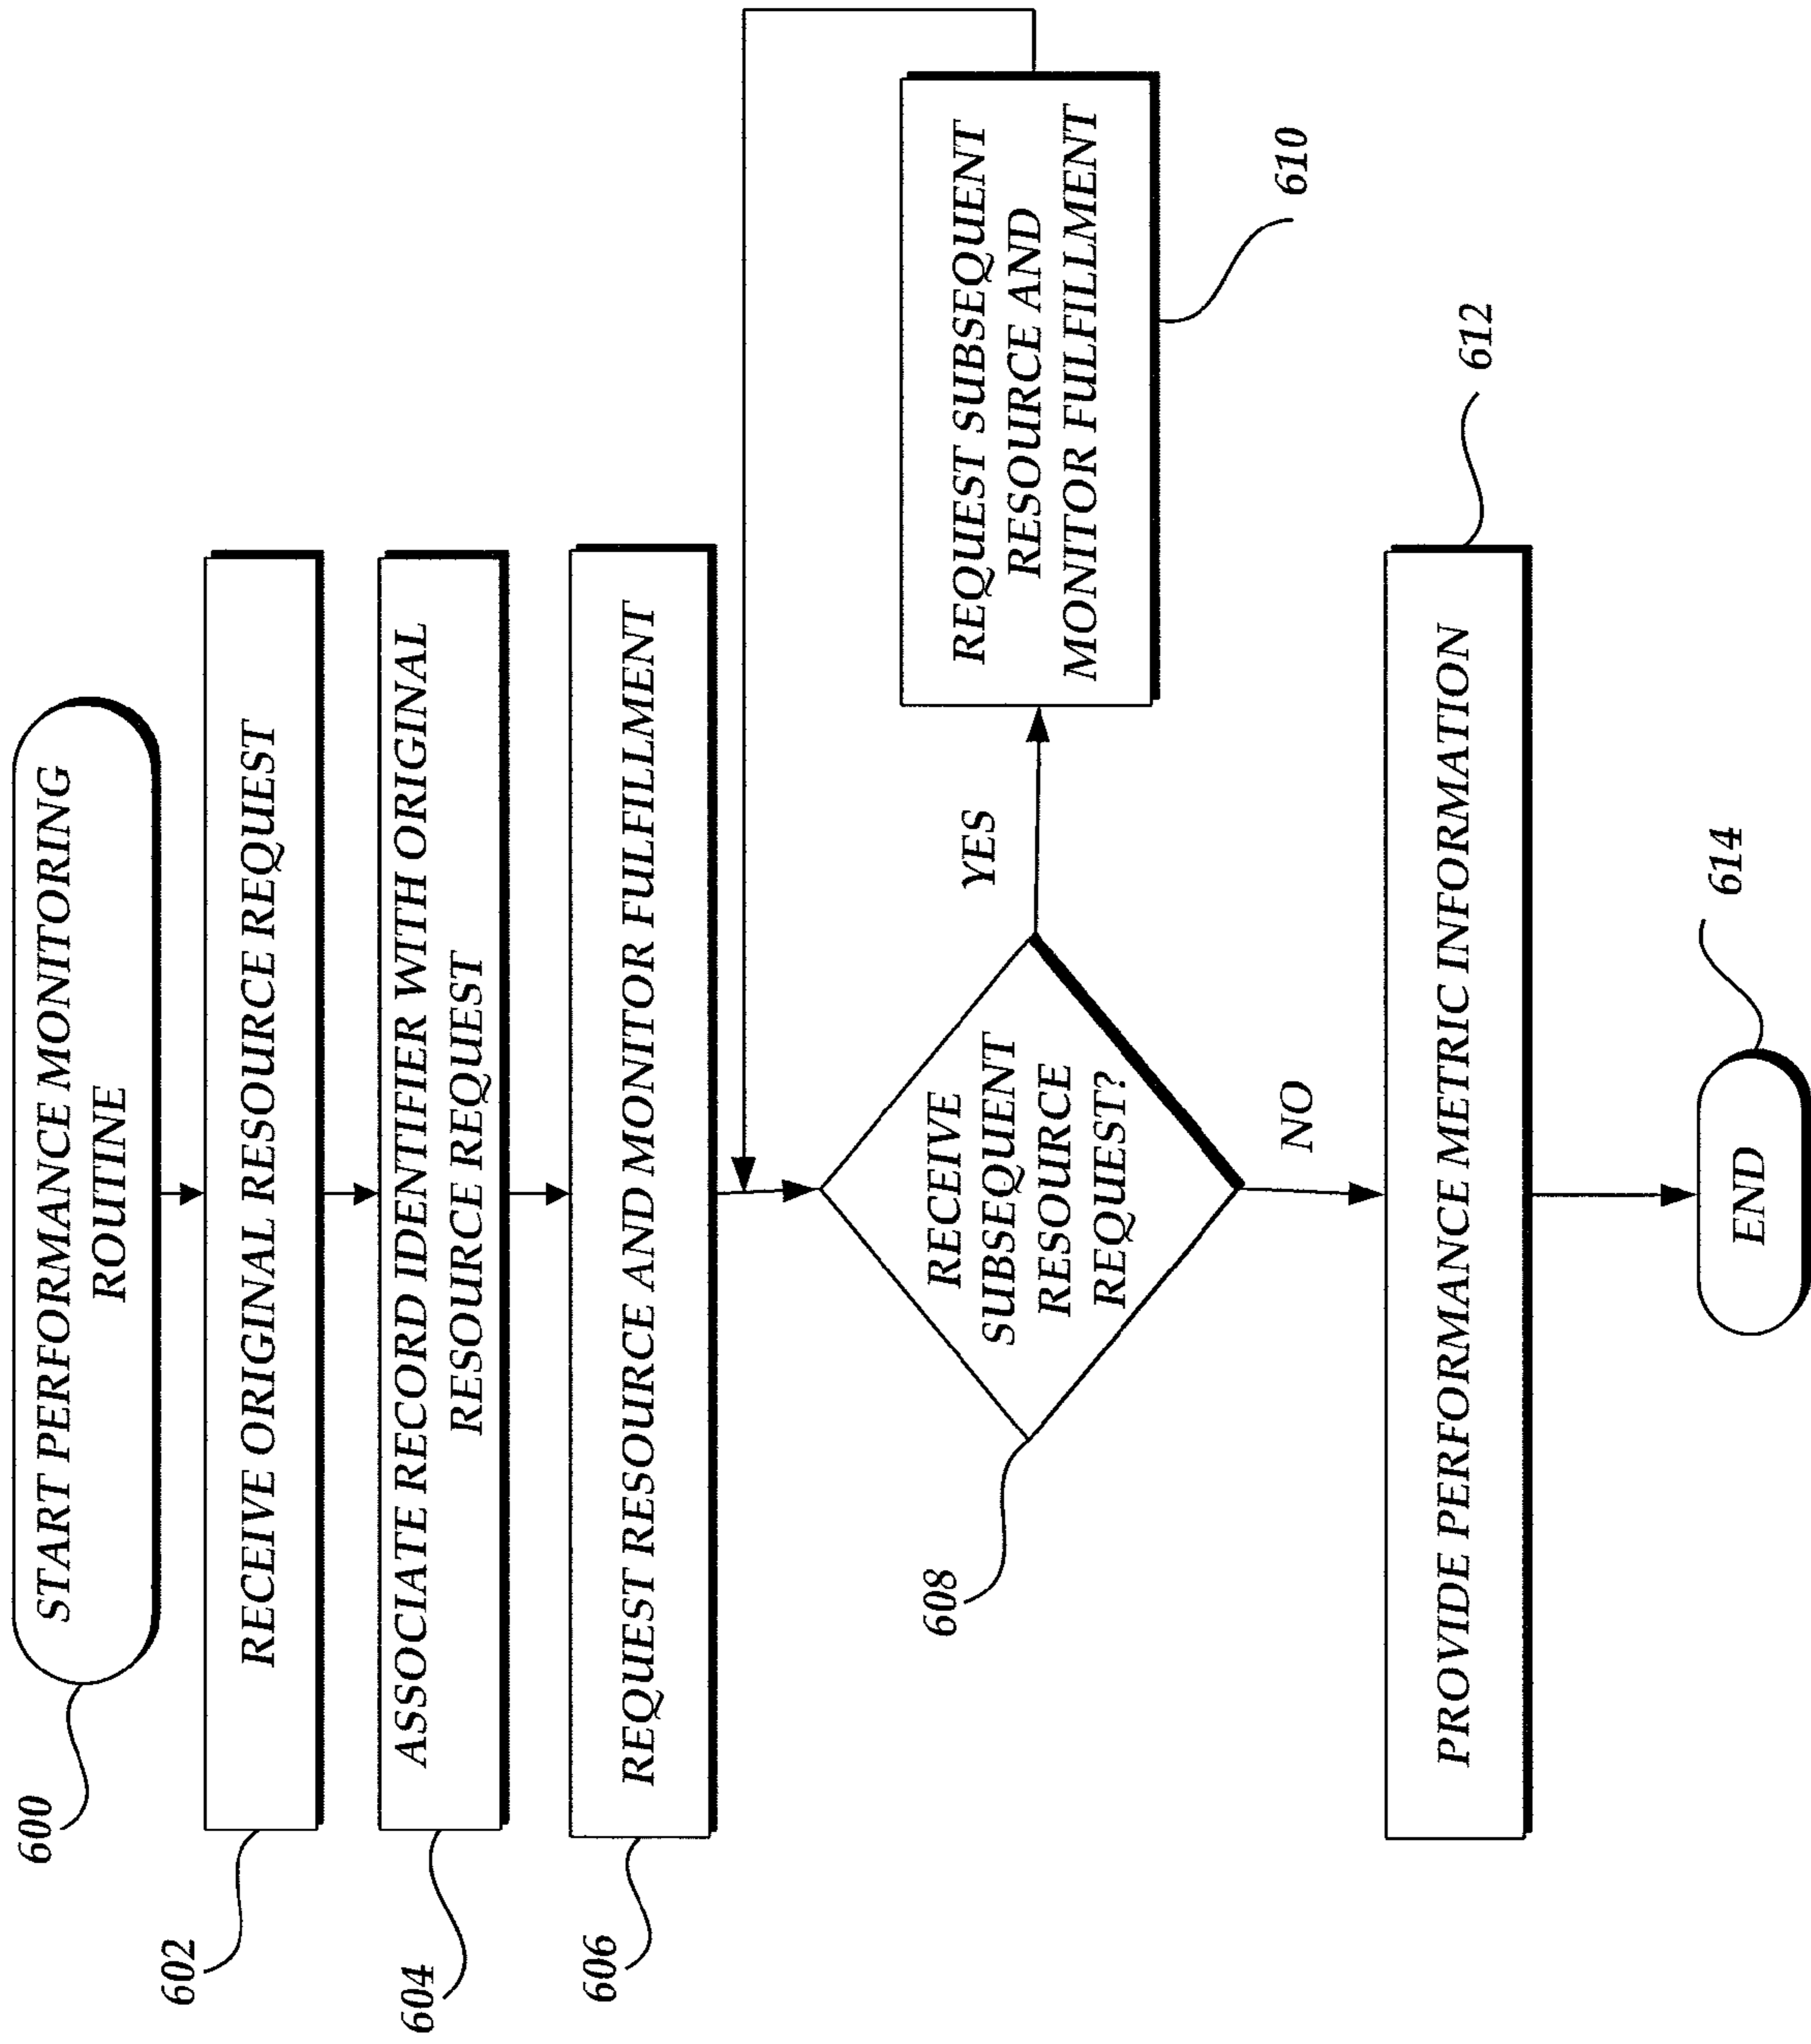 START PERFORMANCE MONITORING
ROUTINE
600
RECEIVE ORIGINAL RESOURCE REQUEST
602
ASSOCIATE RECORD IDENTIFIER WITH ORIGINAL
RESOURCE REQUEST
604
REQUEST RESOURCE AND MONITOR FULFILLMENT
606
RECEIVE
SUBSEQUENT
RESOURCE
REQUEST?
608
YES
REQUEST SUBSEQUENT
RESOURCE AND
MONITOR FULFILLMENT
610
NO
PROVIDE PERFORMANCE METRIC INFORMATION
612
END
614